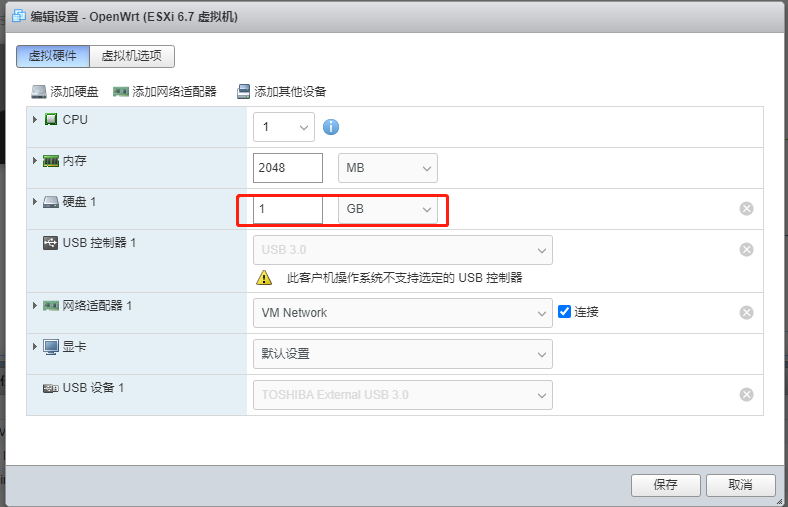 编辑设置 - OpenWrt (ESXi 6.7 虚拟机)
虚拟硬件 虚拟机选项
添加硬盘 添加网络适配器 添加其他设备
CPU 1
内存 2048 MB
硬盘 1 1 GB
USB 控制器 1 USB 3.0
此客户机操作系统不支持选定的 USB 控制器
网络适配器 1 VM Network 连接
显卡 默认设置
USB 设备 1 TOSHIBA External USB 3.0
保存 取消